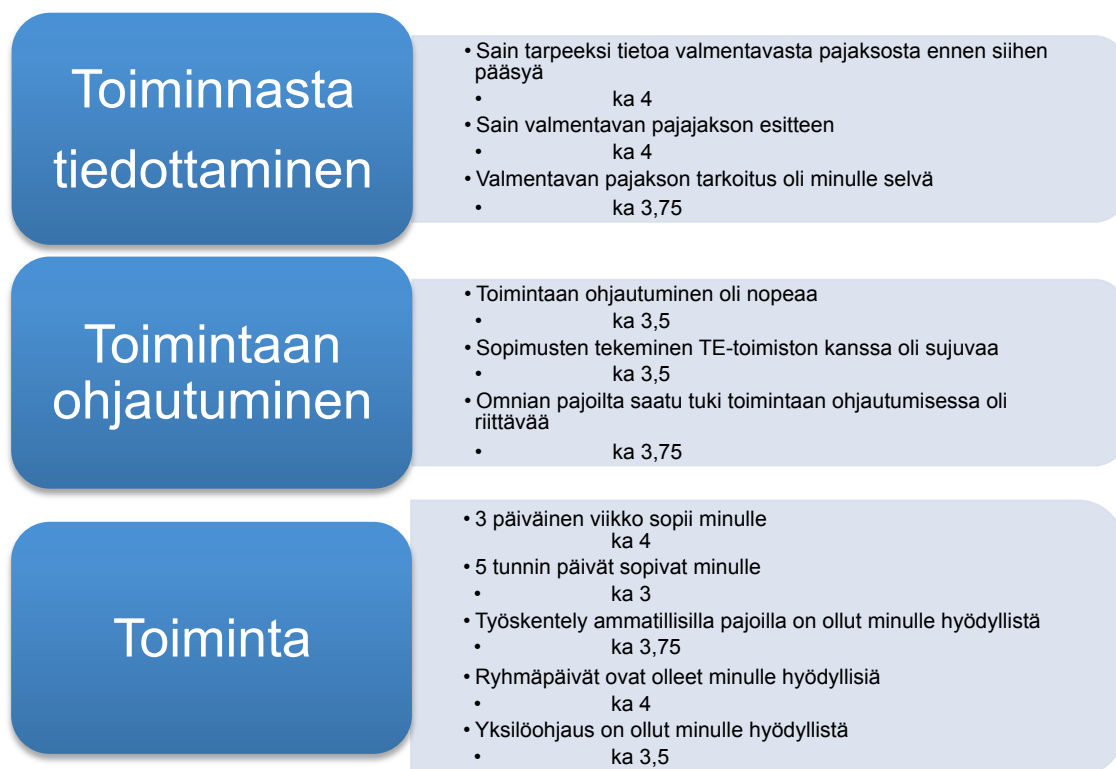 Toiminnasta
tiedottaminen
• Sain tarpeeksi tietoa valmentavasta pajaksosta ennen siihen
pääsyä
• ka 4
• Sain valmentavan pajajakson esitteen
• ka 4
• Valmentavan pajakson tarkoitus oli minulle selvä
• ka 3,75
Toimintaan
ohjautuminen
• Toimintaan ohjautuminen oli nopeaa
• ka 3,5
• Sopimusten tekeminen TE-toimiston kanssa oli sujuvaa
• ka 3,5
• Omnian pajoilta saatu tuki toimintaan ohjautumisessa oli
riittävää
• ka 3,75
Toiminta
• 3 päiväinen viikko sopii minulle
ka 4
• 5 tunnin päivät sopivat minulle
• ka 3
• Työskentely ammatillisilla pajoilla on ollut minulle hyödyllistä
• ka 3,75
• Ryhmäpäivät ovat olleet minulle hyödyllisiä
• ka 4
• Yksilöohjaus on ollut minulle hyödyllistä
• ka 3,5